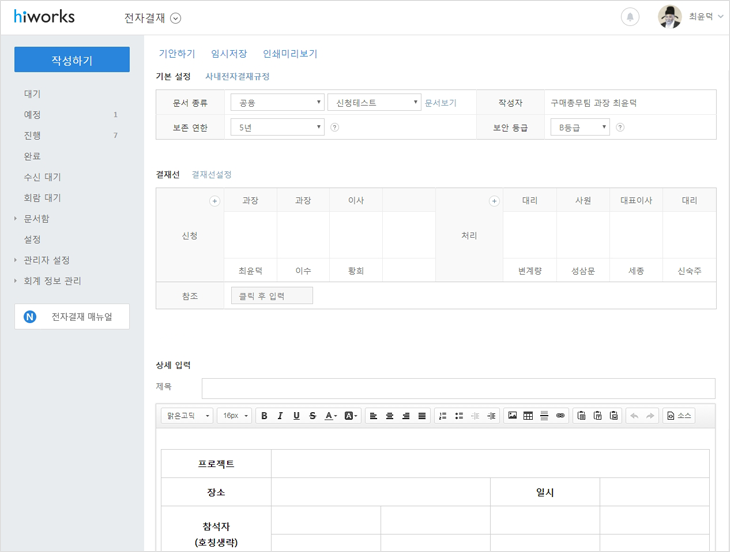 hiworks
전자결재
최윤덕
작성하기
대기
예정 1
진행 7
완료
수신 대기
회람 대기
문서함
설정
관리자 설정
회계 정보 관리
N 전자결재 매뉴얼
기안하기 임시저장 인쇄미리보기
기본 설정 사내전자결재규정
문서 종류 공용 신청테스트 문서보기 작성자 구매총무팀 과장 최윤덕
보존 연한 5년 ? 보안 등급 B등급 ?
결재선 결재선설정
신청 + 과장 과장 이사 처리 + 대리 사원 대표이사 대리
최윤덕 이수 황희 변계량 성삼문 세종 신숙주
참조 클릭 후 입력
상세 입력
제목
맑은고딕 16px B I U S A A 소스
프로젝트
장소 일시
참석자
(호칭생략)